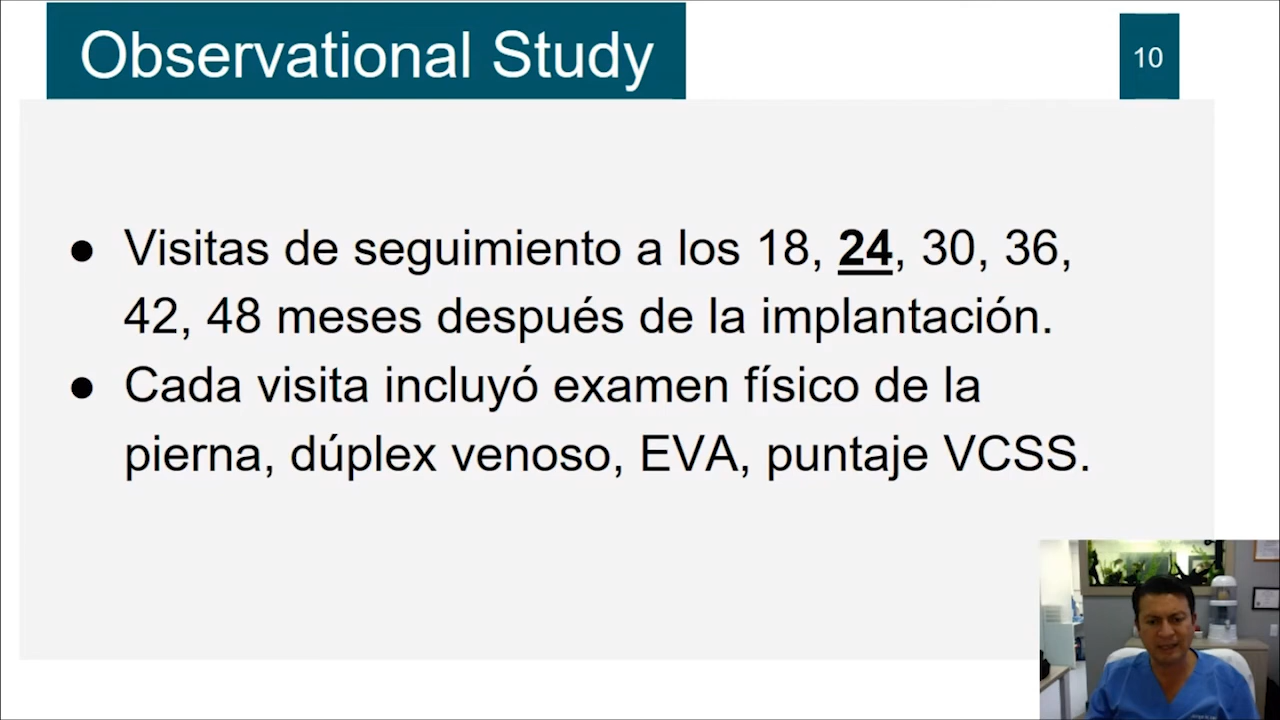 Observational Study
10
● Visitas de seguimiento a los 18, 24, 30, 36,
42, 48 meses después de la implantación.
● Cada visita incluyó examen físico de la
pierna, dúplex venoso, EVA, puntaje VCSS.